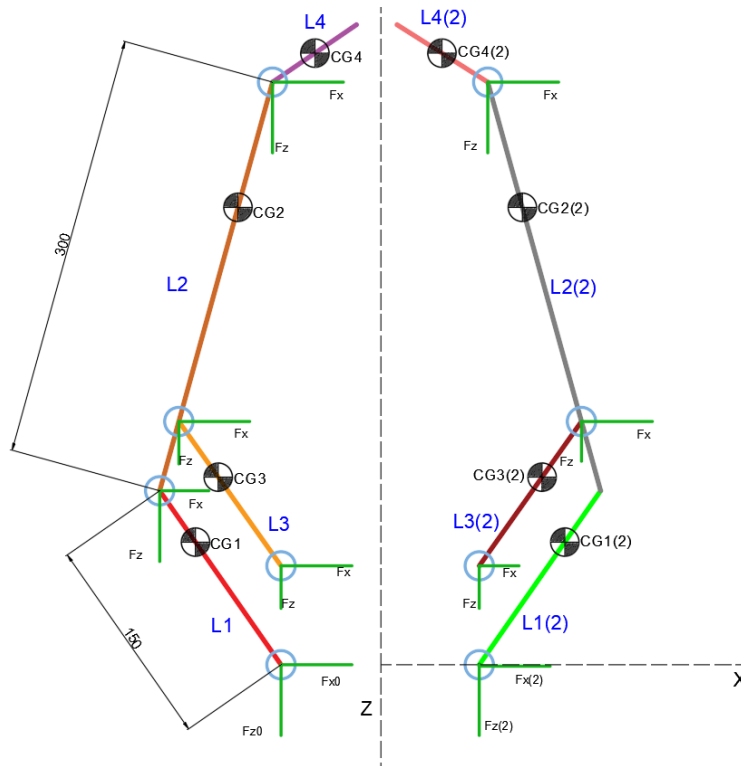 L4
L4(2)
CG4
CG4(2)
Fx
Fx
Fz
Fz
CG2
CG2(2)
300
L2
L2(2)
Fx
Fx
Fz
Fz
CG3
CG3(2)
Fx
L3
L3(2)
Fz
CG1
CG1(2)
Fx
Fx
Fz
Fz
L1
L1(2)
150
Fx0
Fx(2)
X
Z
Fz0
Fz(2)